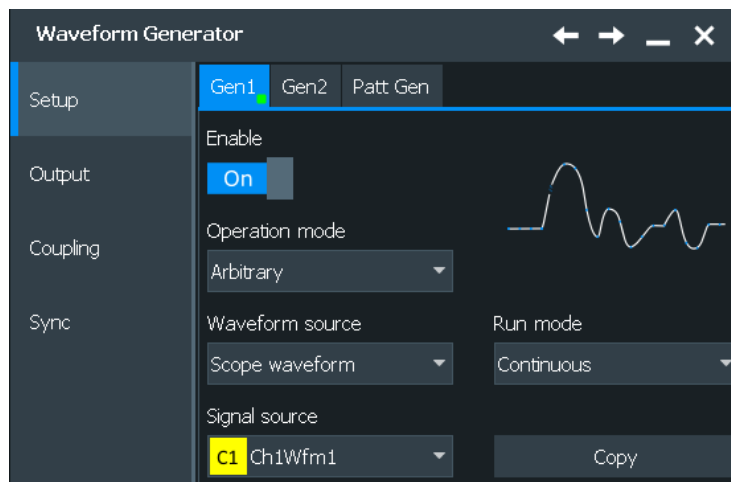 Waveform Generator
Setup
Output
Coupling
Sync
Gen1 Gen2 Patt Gen
Enable
On
Operation mode
Arbitrary
Waveform source
Run mode
Scope waveform
Continuous
Signal source
C1 Ch1Wfm1
Copy